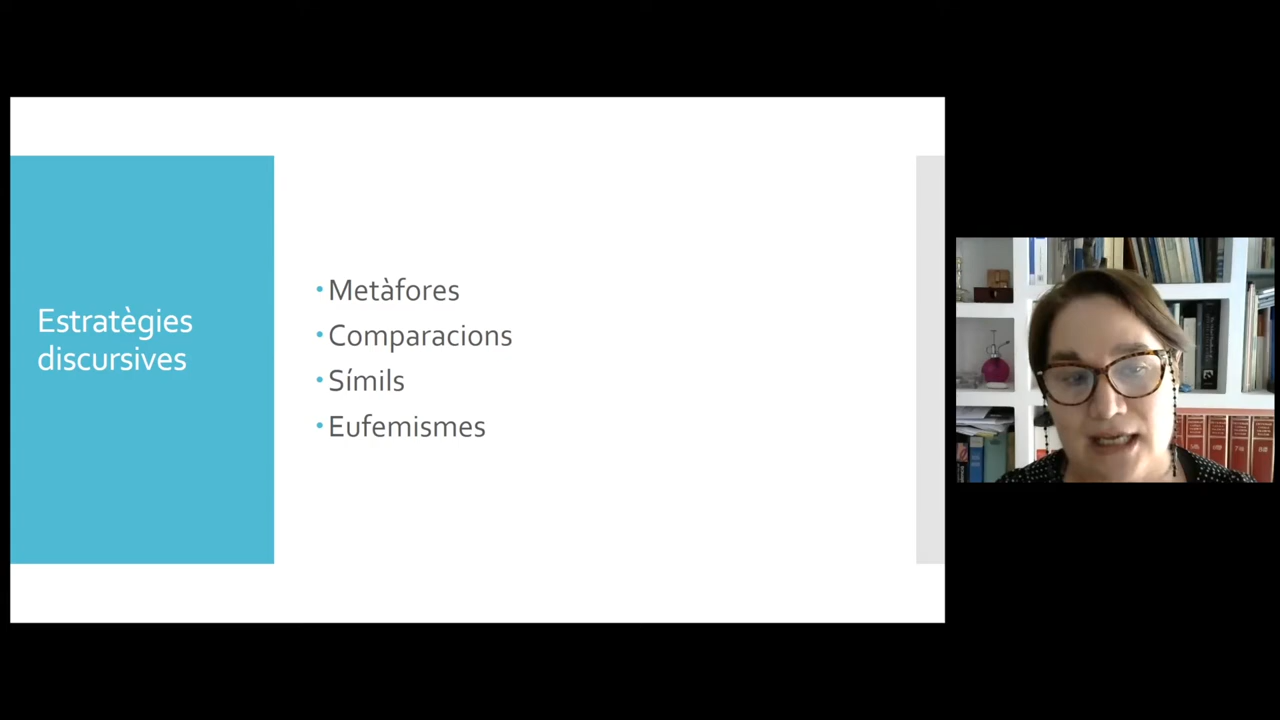 Estratègies
discursives
Metàfores
Comparacions
Símils
Eufemismes